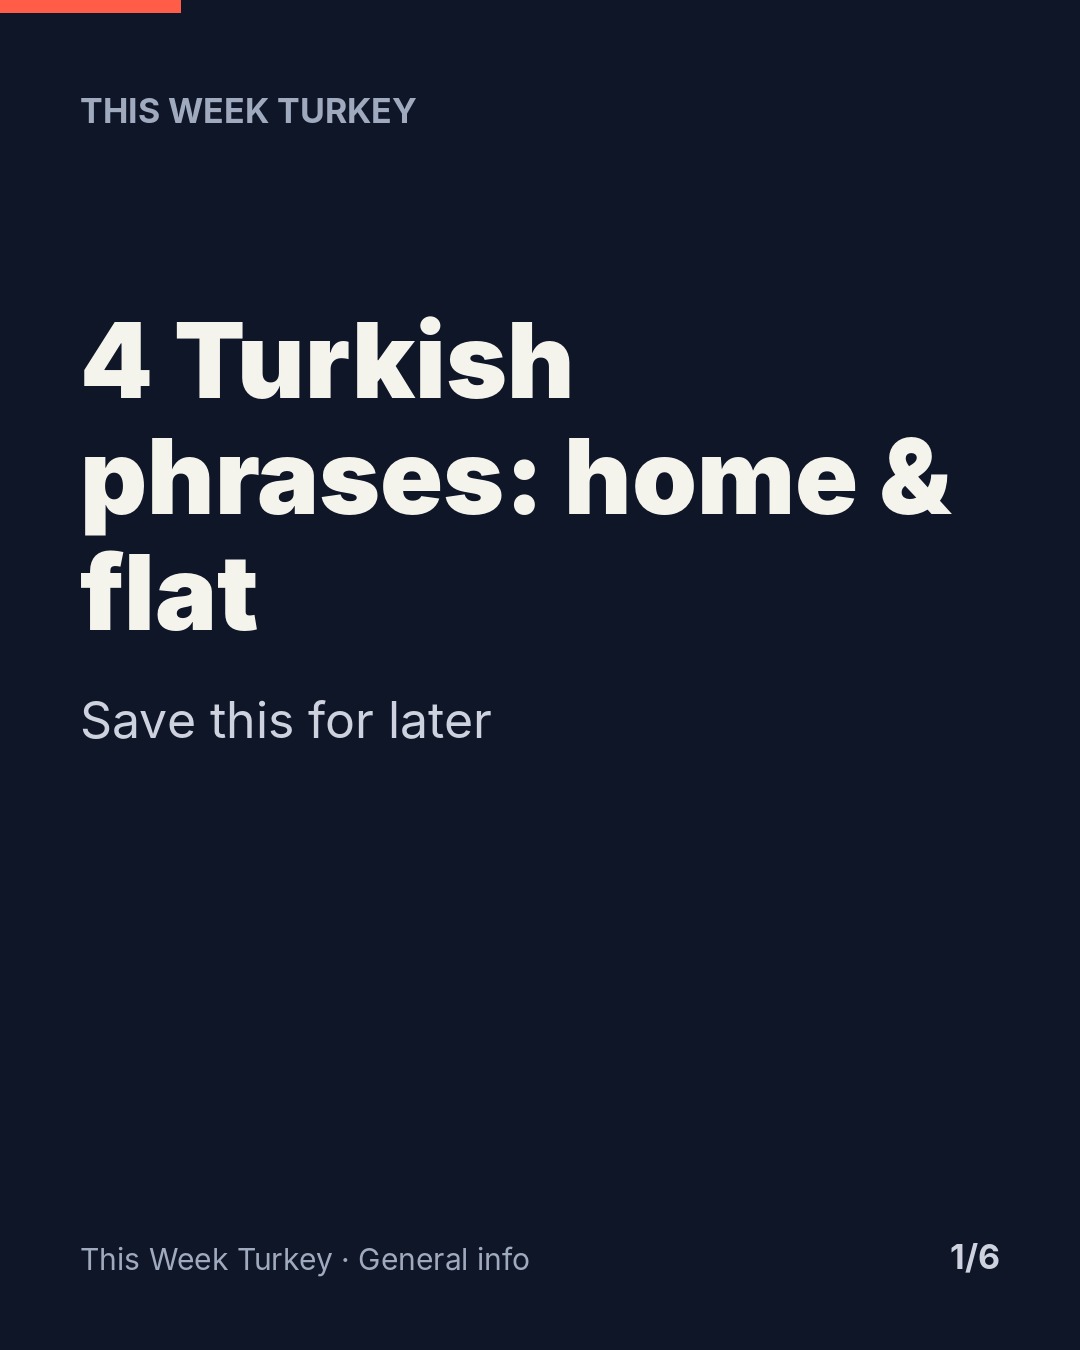 THIS WEEK TURKEY
4 Turkish
phrases: home &
flat
Save this for later
This Week Turkey · General info
1/6